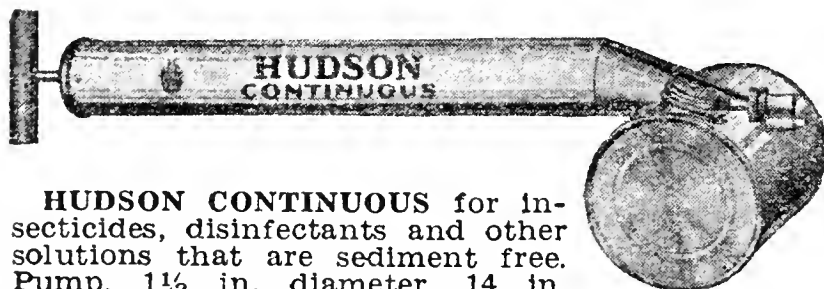 HUDSON
CONTINUOUS
HUDSON CONTINUOUS for in-
secticides, disinfectants and other
solutions that are sediment free.
Pump, 1½ in. diameter, 14 in.